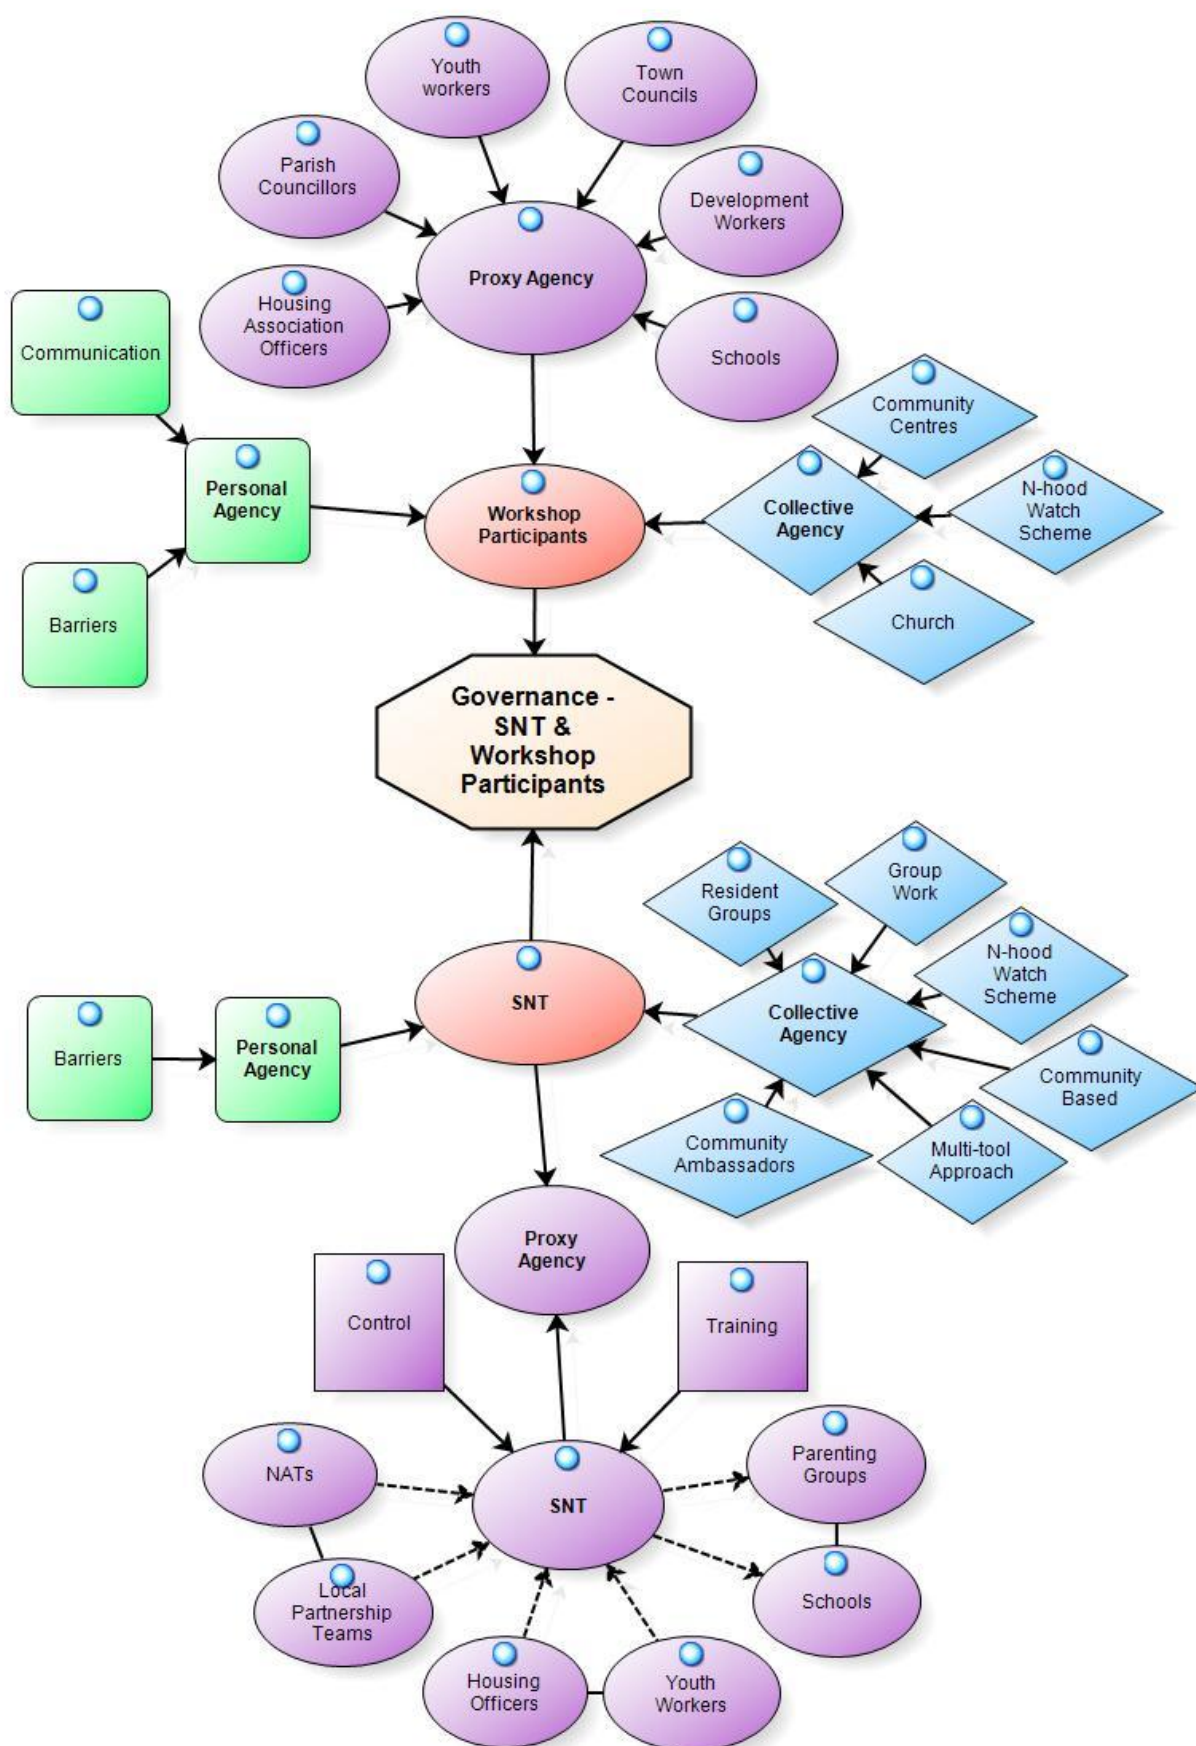 Youth
workers
Town
Councils
Parish
Councillors
Development
Workers
Proxy Agency
Housing
Association
Officers
Schools
Communication
Community
Centres
Personal
Agency
Workshop
Participants
Collective
Agency
N-hood
Watch
Scheme
Barriers
Church
Governance -
SNT &
Workshop
Participants
Resident
Groups
Group
Work
N-hood
Watch
Scheme
SNT
Collective
Agency
Barriers
Personal
Agency
Community
Based
Community
Ambassadors
Multi-tool
Approach
Proxy
Agency
Control
Training
NATs
SNT
Parenting
Groups
Local
Partnership
Teams
Schools
Housing
Officers
Youth
Workers